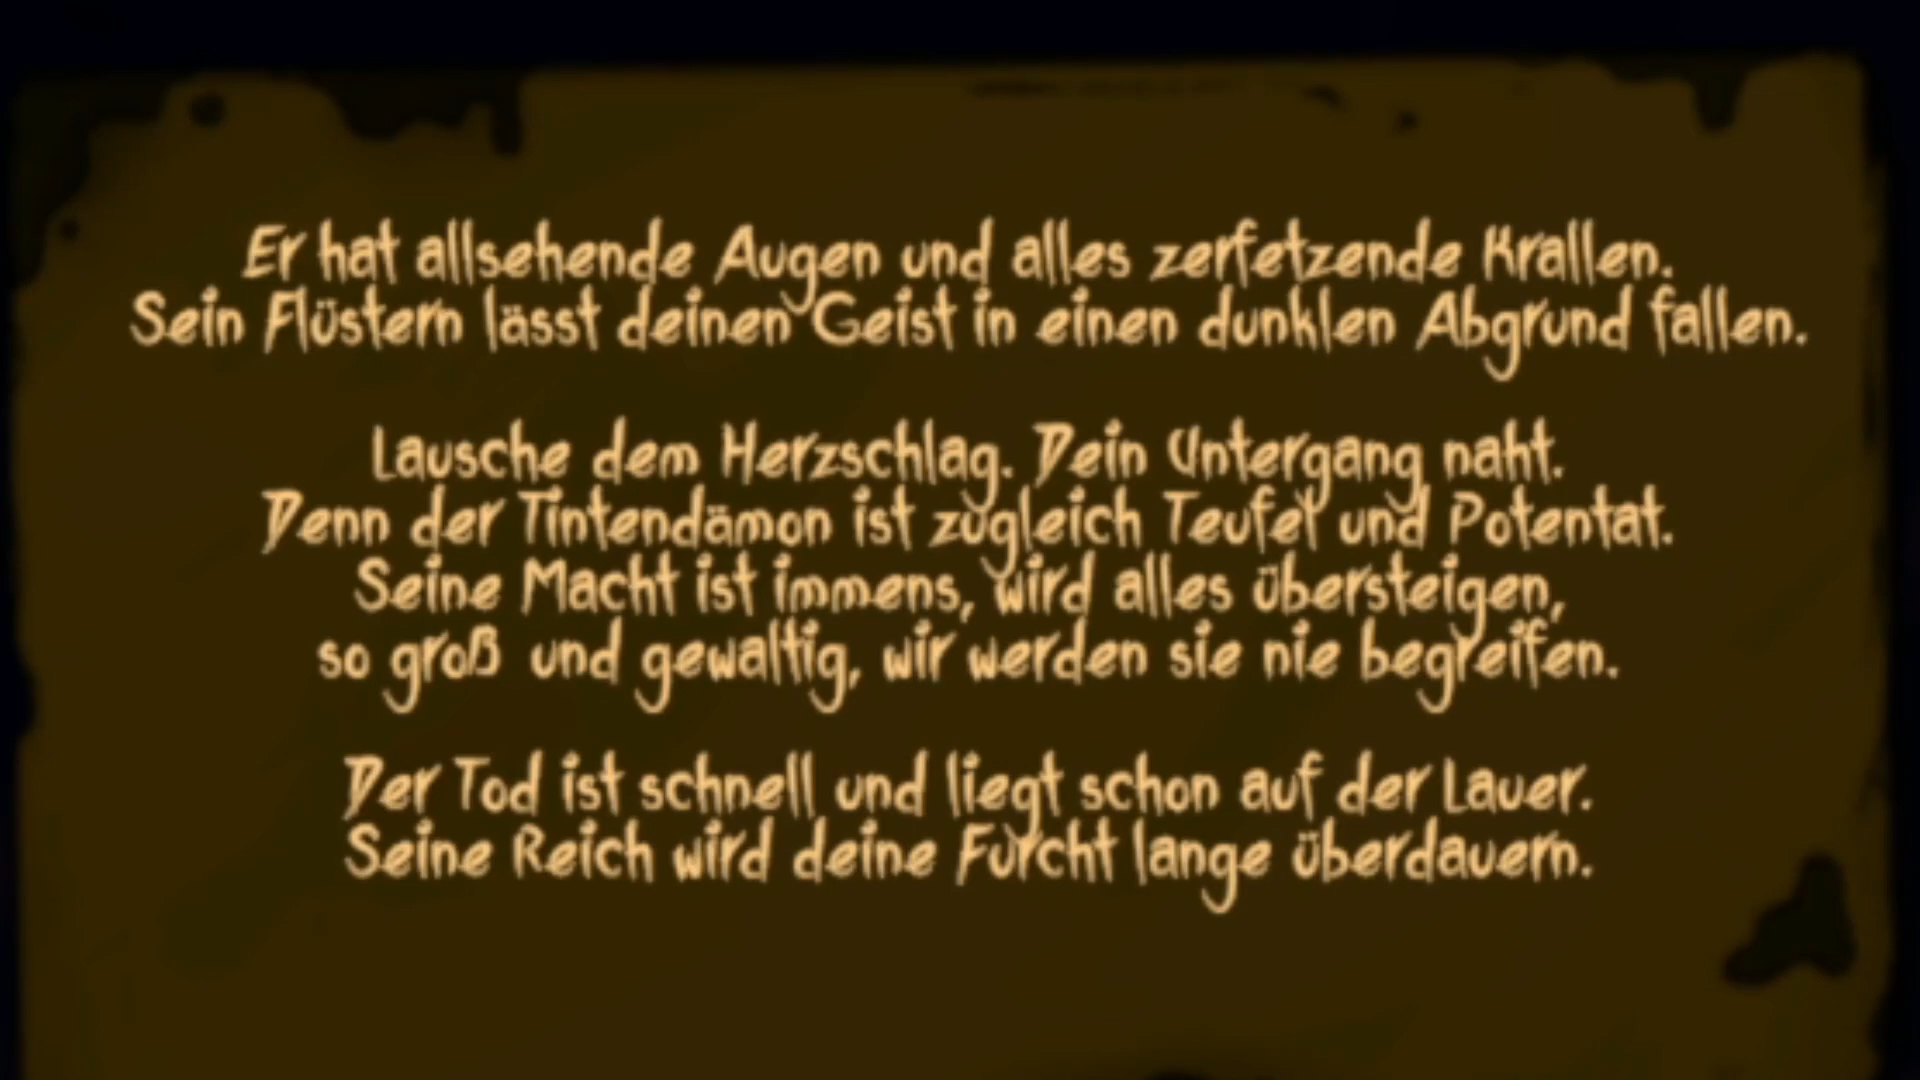 Er hat allsehende Augen und alles zerfetzende Krallen.
Sein Flüstern lässt deinen Geist in einen dunklen Abgrund fallen.
Lausche dem Herzschlag. Dein Untergang naht.
Denn der Tintendämon ist zugleich Teufel und Potentat.
Seine Macht ist immens, wird alles übersteigen,
so groß und gewaltig, wir werden sie nie begreifen.
Der Tod ist schnell und liegt schon auf der Lauer.
Seine Reich wird deine Furcht lange überdauern.